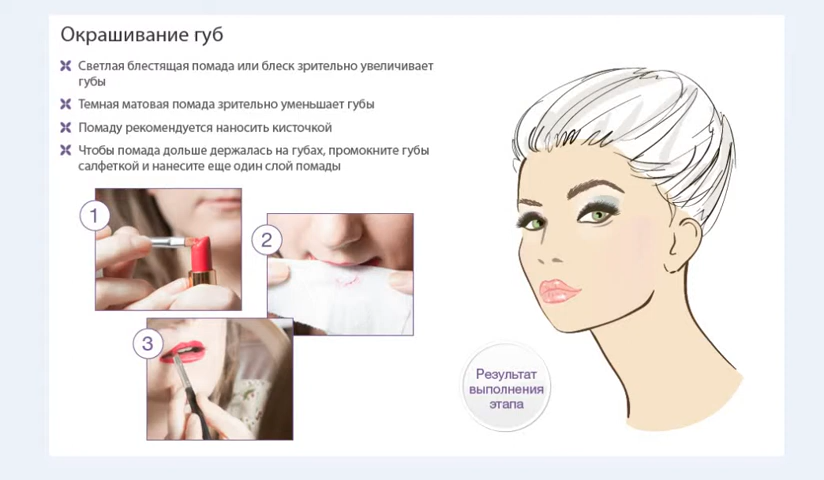 Окрашивание губ
Светлая блестящая помада или блеск зрительно увеличивает
губы
Темная матовая помада зрительно уменьшает губы
Помаду рекомендуется наносить кисточкой
Чтобы помада дольше держалась на губах, промокните губы
салфеткой и нанесите еще один слой помады
1
2
3
Результат
выполнения
этапа